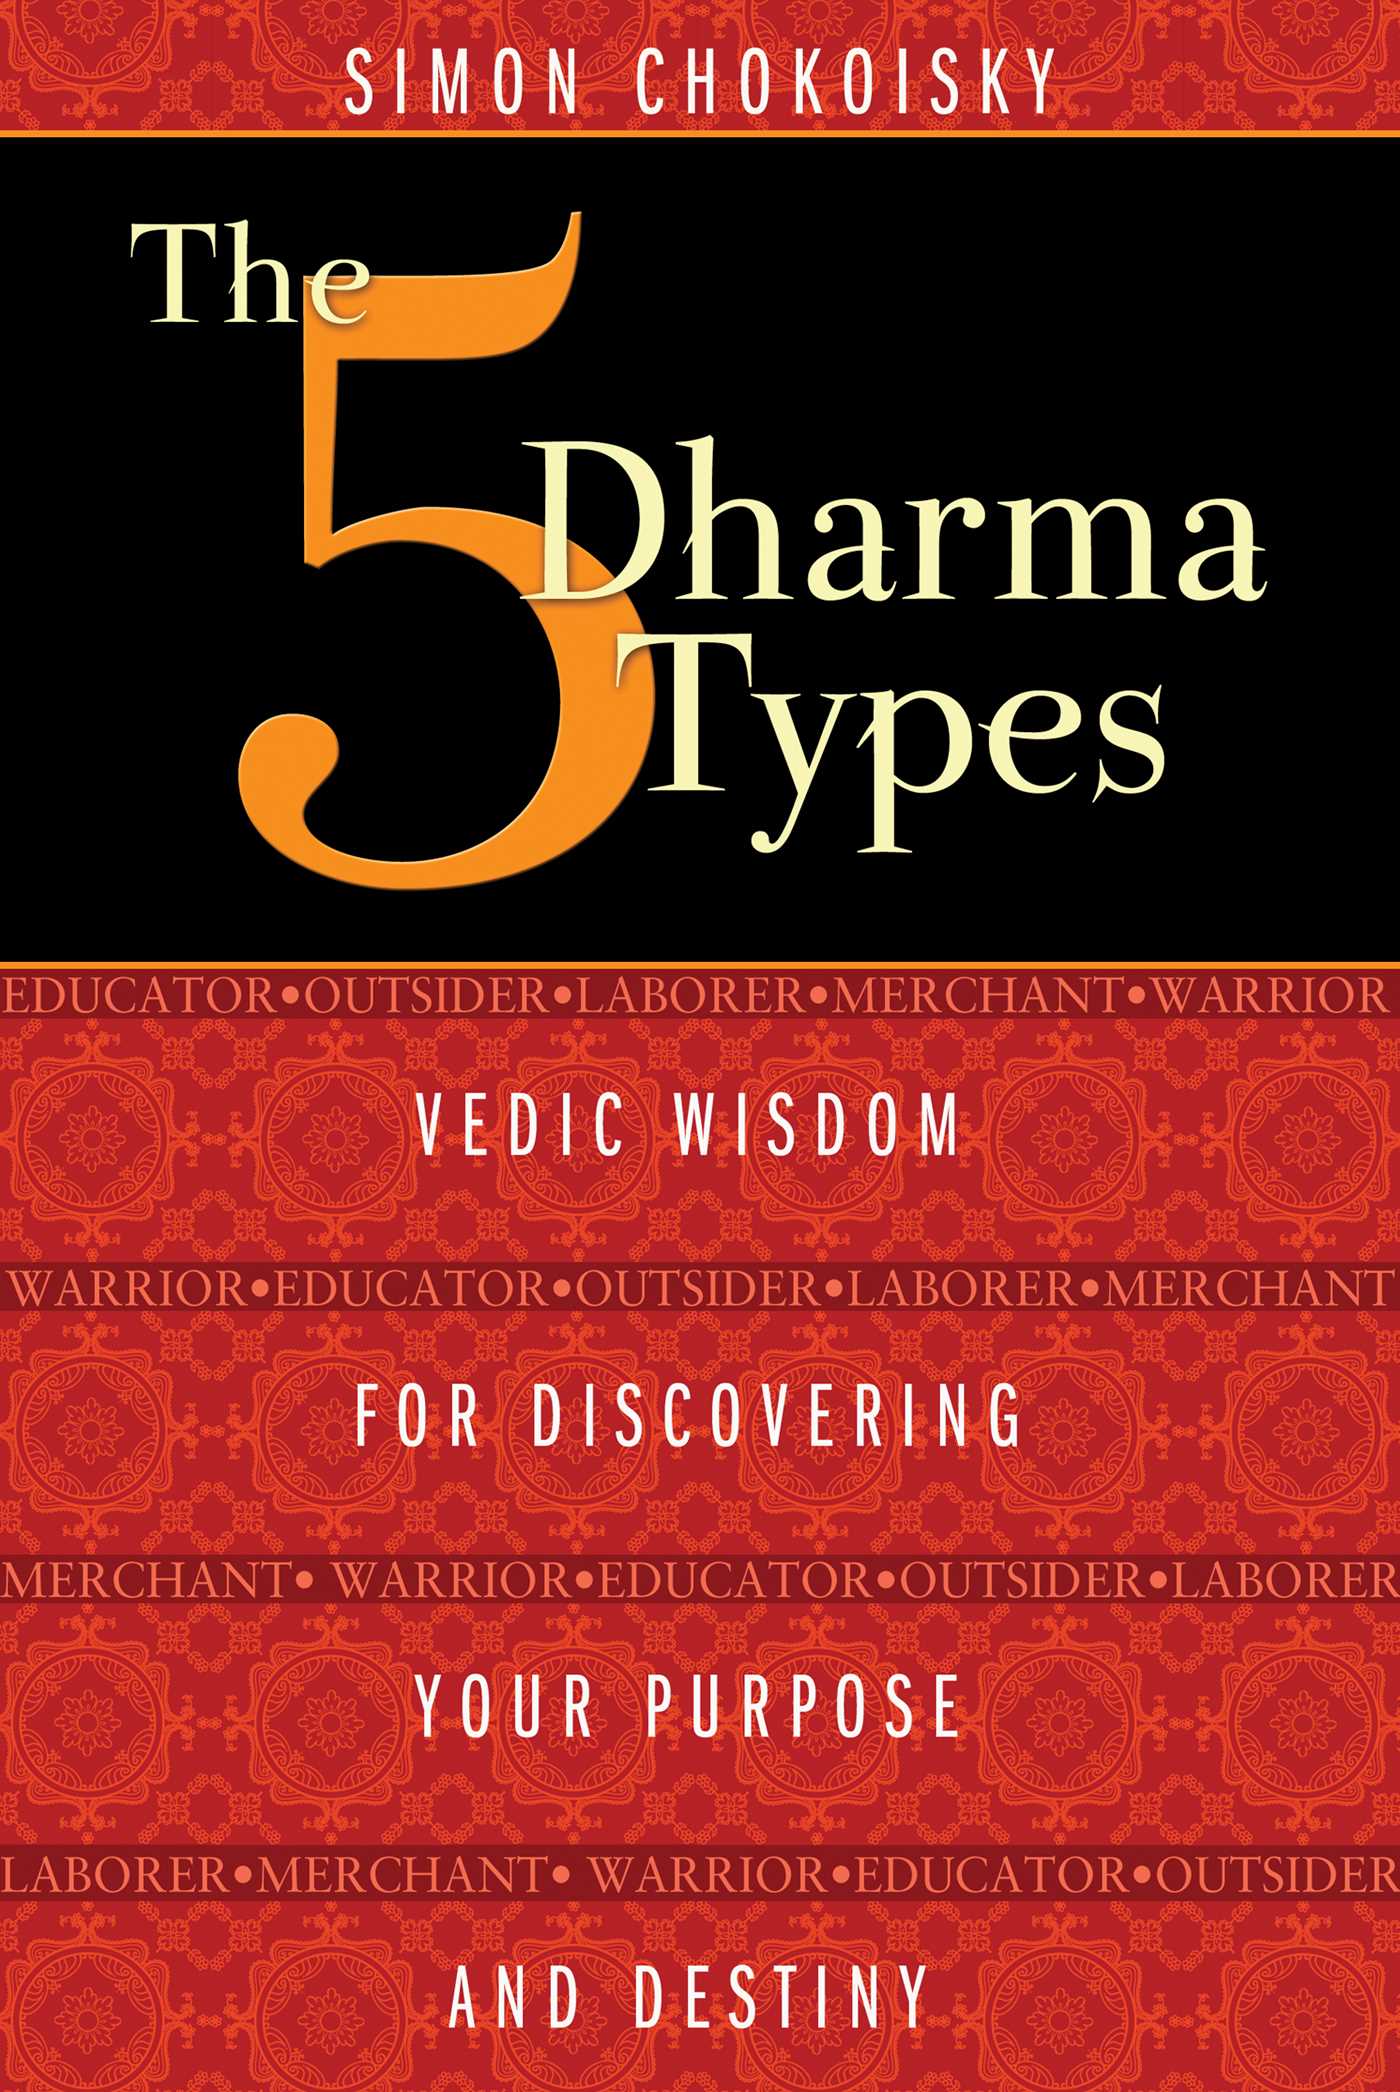 SIMON CHOKOISKY
The 5
Dharma
Types
EDUCATOR•OUTSIDER•LABORER•MERCHANT•WARRIOR
VEDIC WISDOM
WARRIOR•EDUCATOR•OUTSIDER•LABORER•MERCHANT
FOR DISCOVERING
MERCHANT• WARRIOR•EDUCATOR•OUTSIDER•LABORER
YOUR PURPOSE
LABORER•MERCHANT• WARRIOR•EDUCATOR•OUTSIDER
AND DESTINY